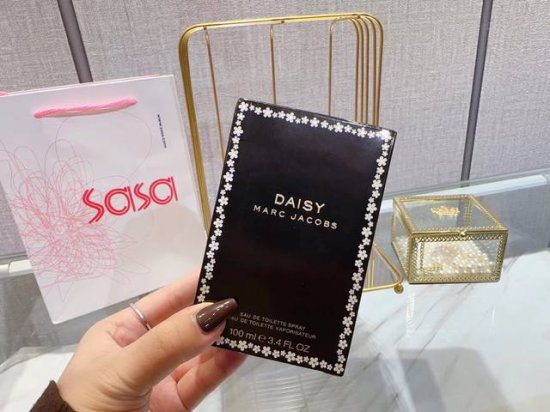 sasa
DAISY
MARC JACOBS
EAU DE TOILETTE SPRAY
EAU DE TOILETTE VAPORISATEUR
100 ml ℮ 3.4 FL OZ